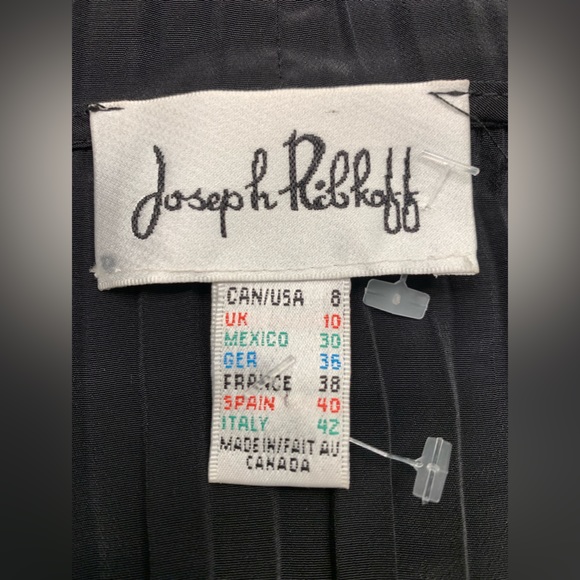 Joseph Ribkoff
CAN/USA 8
UK 10
MEXICO 30
GER 36
FRANCE 38
SPAIN 40
ITALY 42
MADE IN/FAIT AU
CANADA